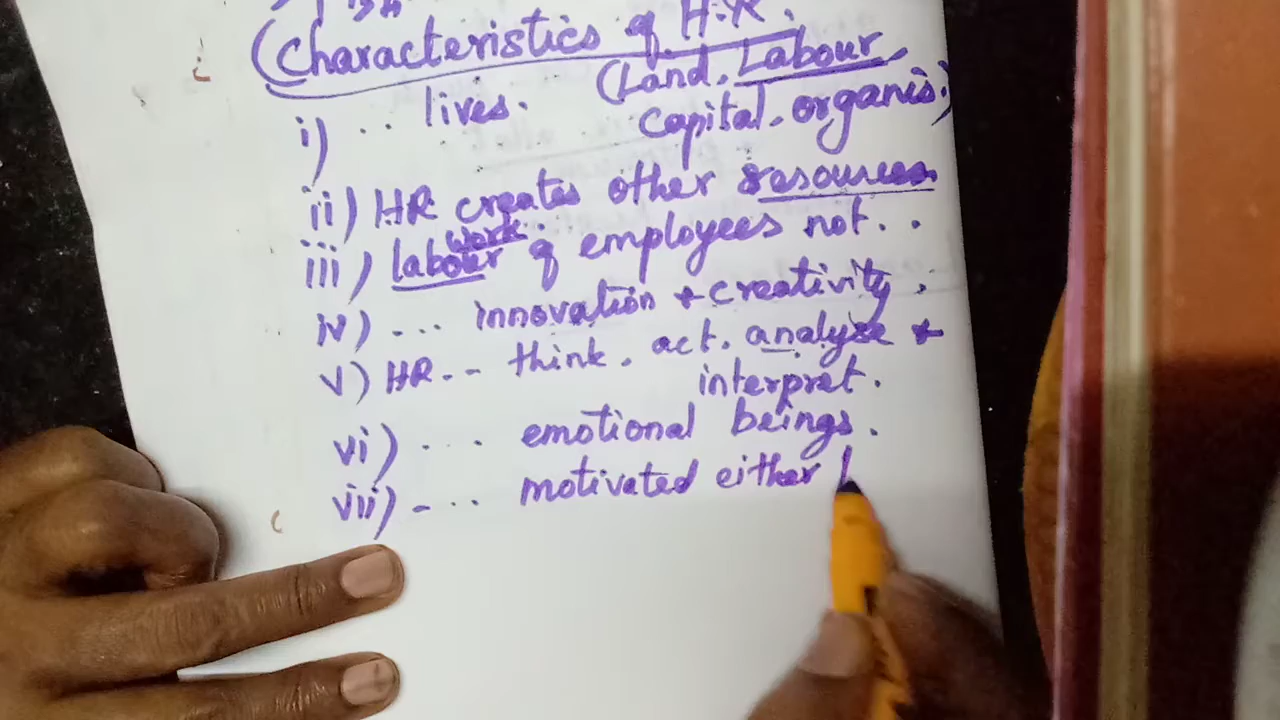 Characteristics of H.R.
(Land, Labour,
i) .. lives. capital, organis.)
ii) HR creates other resources
work.
iii) labour of employees not. .
iv) ... innovation & creativity.
v) HR.. think, act, analyse &
interpret.
vi) ... emotional beings.
vii) - ... motivated either